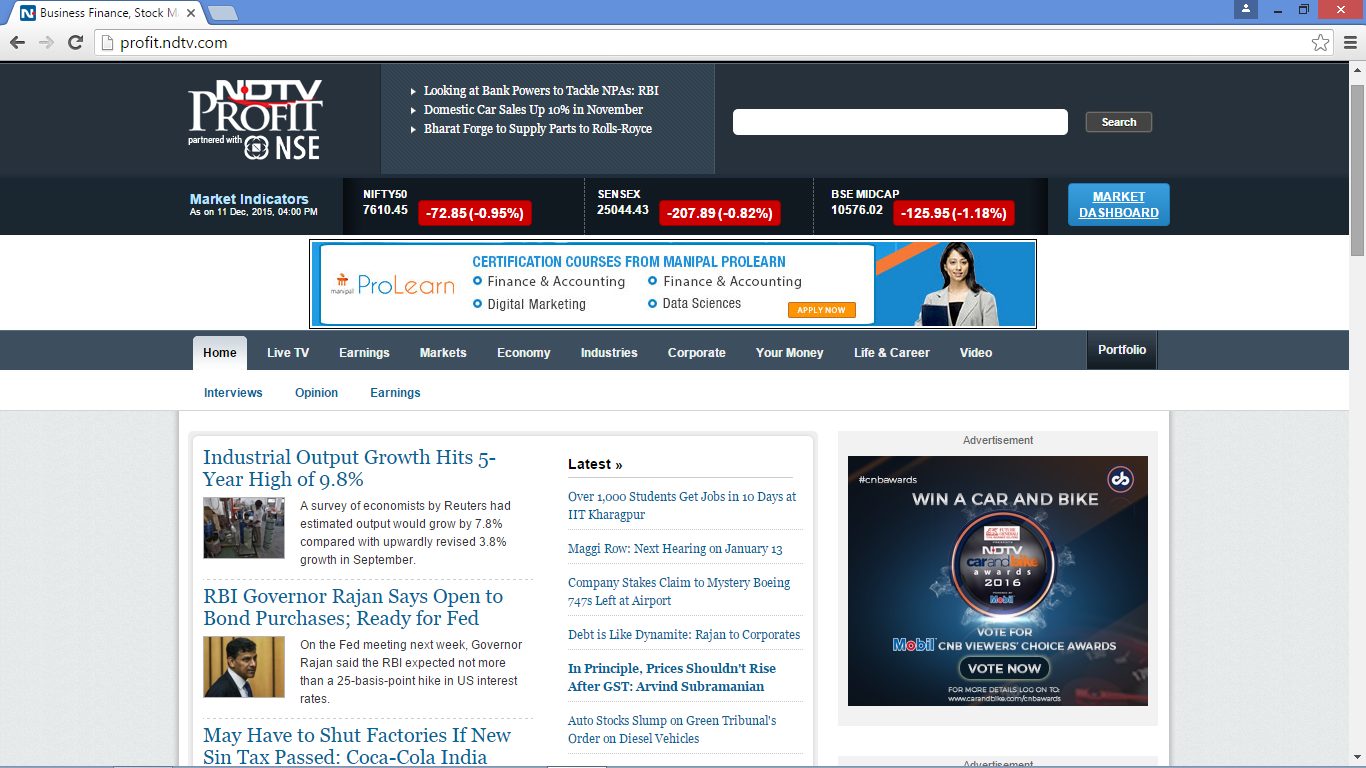 Business Finance, Stock M
profit.ndtv.com
NDTV
PROFIT
partnered with NSE
Looking at Bank Powers to Tackle NPAs: RBI
Domestic Car Sales Up 10% in November
Bharat Forge to Supply Parts to Rolls-Royce
Search
Market Indicators
As on 11 Dec, 2015, 04:00 PM
NIFTY50
7610.45 -72.85 (-0.95%)
SENSEX
25044.43 -207.89 (-0.82%)
BSE MIDCAP
10576.02 -125.95 (-1.18%)
MARKET
DASHBOARD
manipal ProLearn
CERTIFICATION COURSES FROM MANIPAL PROLEARN
Finance & Accounting Finance & Accounting
Digital Marketing Data Sciences
APPLY NOW
Home Live TV Earnings Markets Economy Industries Corporate Your Money Life & Career Video Portfolio
Interviews Opinion Earnings
Industrial Output Growth Hits 5-
Year High of 9.8%
A survey of economists by Reuters had
estimated output would grow by 7.8%
compared with upwardly revised 3.8%
growth in September.
RBI Governor Rajan Says Open to
Bond Purchases; Ready for Fed
On the Fed meeting next week, Governor
Rajan said the RBI expected not more
than a 25-basis-point hike in US interest
rates.
May Have to Shut Factories If New
Sin Tax Passed: Coca-Cola India
Latest »
Over 1,000 Students Get Jobs in 10 Days at
IIT Kharagpur
Maggi Row: Next Hearing on January 13
Company Stakes Claim to Mystery Boeing
747s Left at Airport
Debt is Like Dynamite: Rajan to Corporates
In Principle, Prices Shouldn't Rise
After GST: Arvind Subramanian
Auto Stocks Slump on Green Tribunal's
Order on Diesel Vehicles
Advertisement
#cnbawards
cb
WIN A CAR AND BIKE
NDTV
carandbike
awards
2016
Mobil
VOTE FOR
Mobil CNB VIEWERS' CHOICE AWARDS
VOTE NOW
FOR MORE DETAILS LOG ON TO:
www.carandbike.com/cnbawards
Advertisement